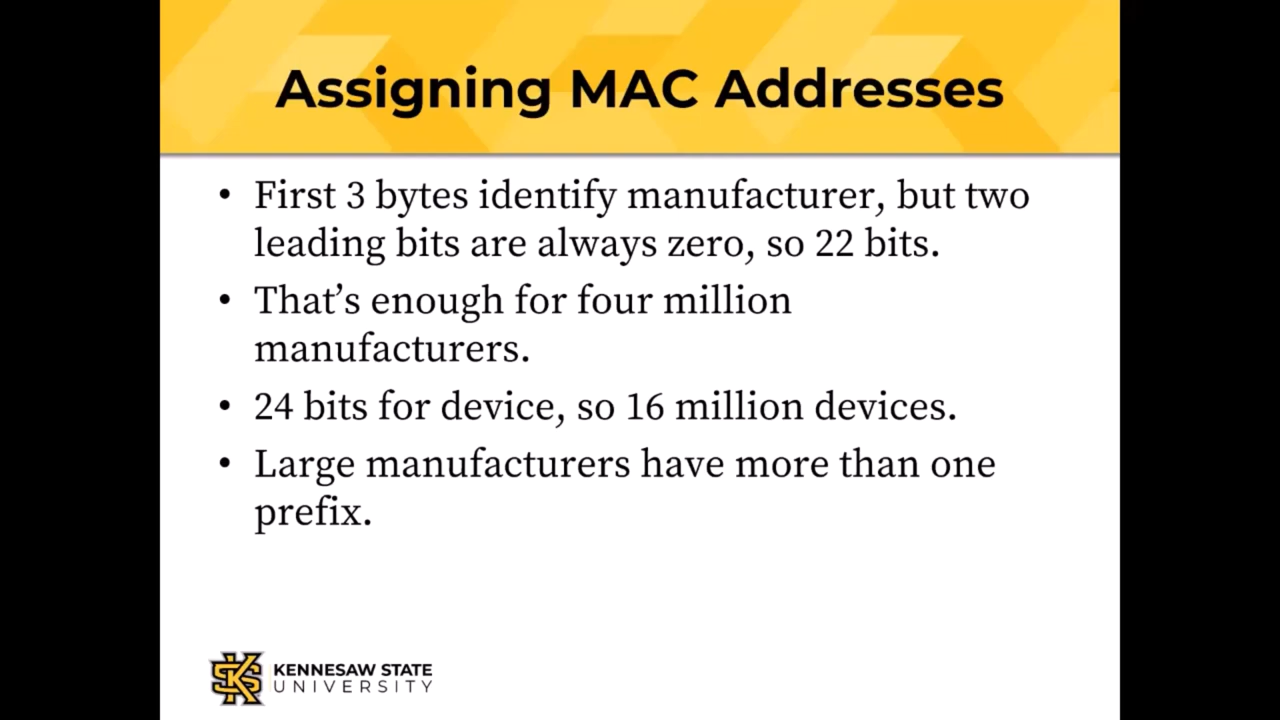 Assigning MAC Addresses
• First 3 bytes identify manufacturer, but two
leading bits are always zero, so 22 bits.
• That’s enough for four million
manufacturers.
• 24 bits for device, so 16 million devices.
• Large manufacturers have more than one
prefix.
KENNESAW STATE
UNIVERSITY